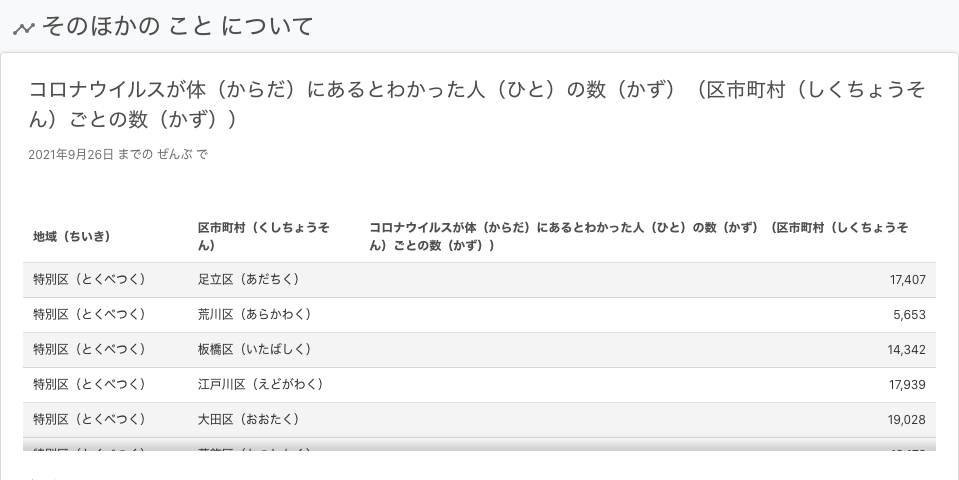 そのほかの こと について
コロナウイルスが体（からだ）にあるとわかった人（ひと）の数（かず）（区市町村（しくちょうそ
ん）ごとの数（かず））
2021年9月26日 までの ぜんぶ で
地域（ちいき） 区市町村（くしちょうそ コロナウイルスが体（からだ）にあるとわかった人（ひと）の数（かず）（区市町村（しくちょうそ
ん） ん）ごとの数（かず））
特別区（とくべつく） 足立区（あだちく） 17,407
特別区（とくべつく） 荒川区（あらかわく） 5,653
特別区（とくべつく） 板橋区（いたばしく） 14,342
特別区（とくべつく） 江戸川区（えどがわく） 17,939
特別区（とくべつく） 大田区（おおたく） 19,028